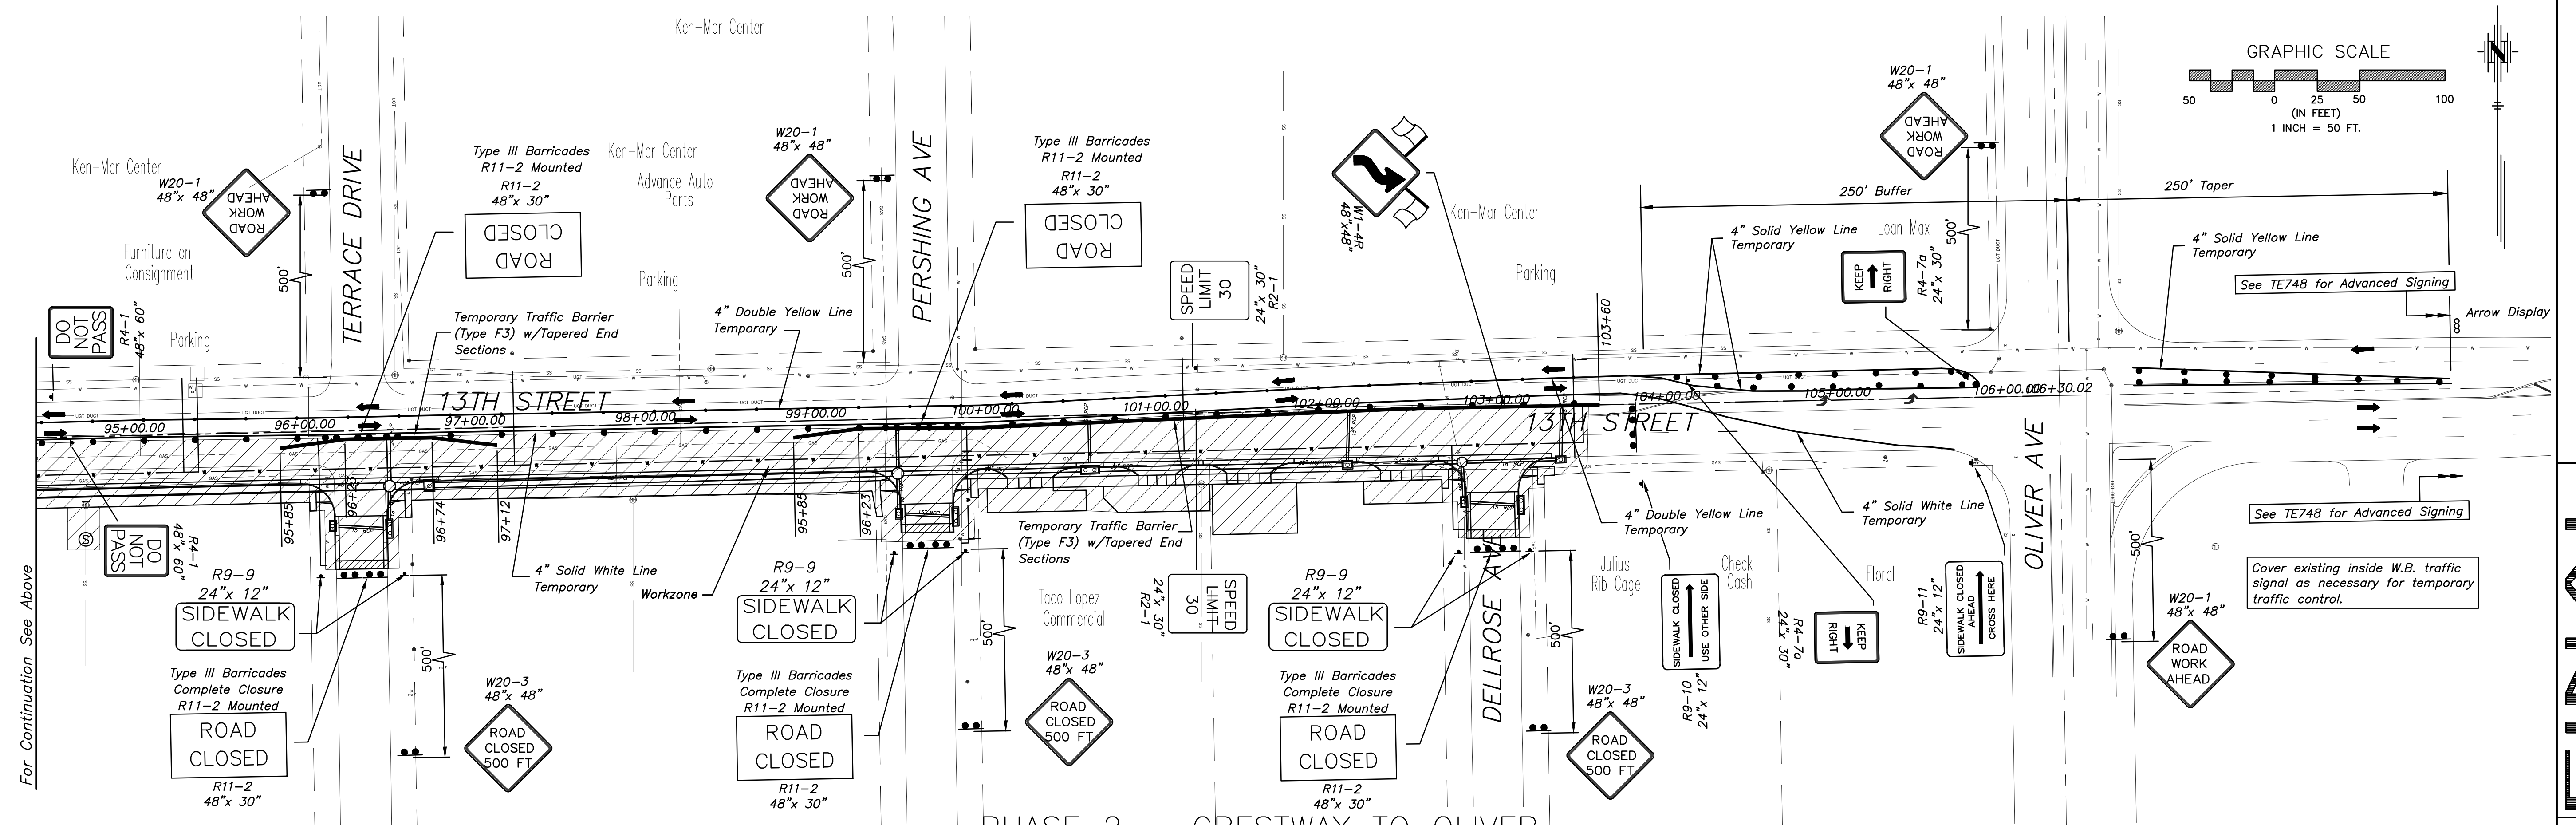 Ken-Mar Center
GRAPHIC SCALE
50
0
25
50
100
(IN FEET)
1 INCH = 50 FT.
N
W20-1
48"x 48"
ROAD
WORK
AHEAD
Ken-Mar Center
W20-1
48"x 48"
ROAD
WORK
AHEAD
TERRACE DRIVE
Type III Barricades
R11-2 Mounted
R11-2
48"x 30"
ROAD
CLOSED
Ken-Mar Center
Advance Auto
Parts
W20-1
48"x 48"
ROAD
WORK
AHEAD
PERSHING AVE
Type III Barricades
R11-2 Mounted
R11-2
48"x 30"
ROAD
CLOSED
W1-4R
48"x48"
Ken-Mar Center
250' Buffer
250' Taper
Furniture on
Consignment
500'
Parking
500'
Parking
500'
Loan Max
4" Solid Yellow Line
Temporary
4" Solid Yellow Line
Temporary
KEEP
RIGHT
R4-7a
24"x 30"
See TE748 for Advanced Signing
Arrow Display
DO
NOT
PASS
R4-1
48"x 60"
Parking
Temporary Traffic Barrier
(Type F3) w/Tapered End
Sections
4" Double Yellow Line
Temporary
SPEED
LIMIT
30
24"x 30"
R2-1
103+60
13TH STREET
95+00.00
96+00.00
97+00.00
98+00.00
99+00.00
100+00.00
101+00.00
102+00.00
103+00.00
104+00.00
105+00.00
106+00.00
106+30.02
13TH STREET
OLIVER AVE
95+85
96+23
96+74
97+12
95+85
96+23
DO
NOT
PASS
R4-1
48"x 60"
4" Solid White Line
Temporary
Workzone
Temporary Traffic Barrier
(Type F3) w/Tapered End
Sections
4" Double Yellow Line
Temporary
4" Solid White Line
Temporary
See TE748 for Advanced Signing
500'
Cover existing inside W.B. traffic
signal as necessary for temporary
traffic control.
For Continuation See Above
R9-9
24"x 12"
SIDEWALK
CLOSED
R9-9
24"x 12"
SIDEWALK
CLOSED
Taco Lopez
Commercial
24"x 30"
R2-1
SPEED
LIMIT
30
R9-9
24"x 12"
SIDEWALK
CLOSED
DELLROSE AVE
Julius
Rib Cage
SIDEWALK CLOSED
USE OTHER SIDE
R9-10
24"x 12"
Check
Cash
Floral
R4-7a
24"x 30"
KEEP
RIGHT
R9-11
24"x 12"
SIDEWALK CLOSED
AHEAD
CROSS HERE
W20-1
48"x 48"
ROAD
WORK
AHEAD
500'
500'
500'
Type III Barricades
Complete Closure
R11-2 Mounted
ROAD
CLOSED
R11-2
48"x 30"
W20-3
48"x 48"
ROAD
CLOSED
500 FT
Type III Barricades
Complete Closure
R11-2 Mounted
ROAD
CLOSED
R11-2
48"x 30"
W20-3
48"x 48"
ROAD
CLOSED
500 FT
Type III Barricades
Complete Closure
R11-2 Mounted
ROAD
CLOSED
R11-2
48"x 30"
W20-3
48"x 48"
ROAD
CLOSED
500 FT
CRESTWAY TO OLIVER